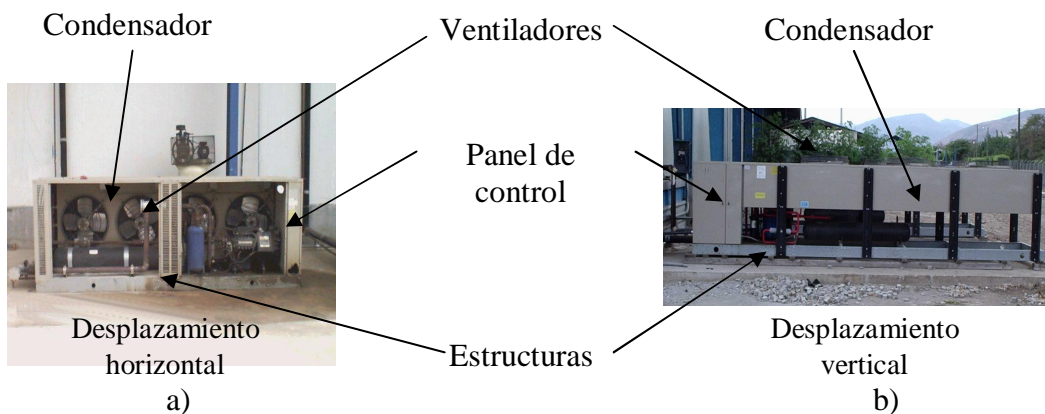 Condensador
Ventiladores
Condensador
Panel de
control
Desplazamiento
horizontal
a)
Estructuras
Desplazamiento
vertical
b)